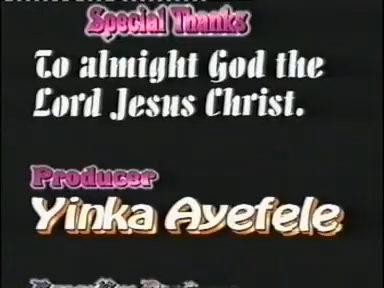 Special Thanks
To almight God the
Lord Jesus Christ.
Producer
Yinka Ayefele